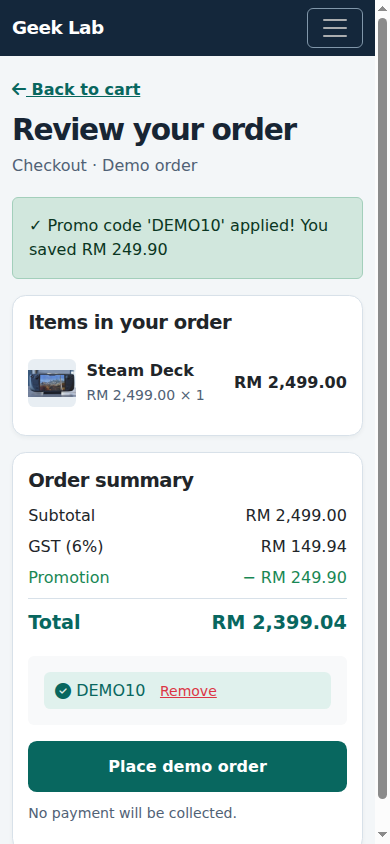 Geek Lab
← Back to cart
Review your order
Checkout · Demo order
✓ Promo code 'DEMO10' applied! You
saved RM 249.90
Items in your order
Steam Deck
RM 2,499.00 × 1
RM 2,499.00
Order summary
Subtotal RM 2,499.00
GST (6%) RM 149.94
Promotion − RM 249.90
Total RM 2,399.04
DEMO10 Remove
Place demo order
No payment will be collected.